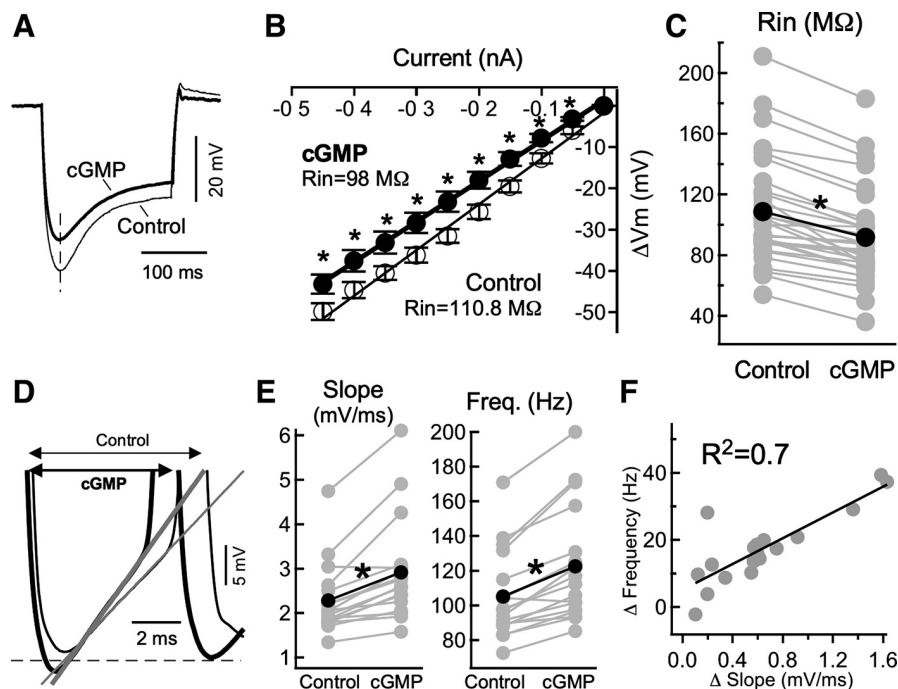 A
cGMP
Control
20 mV
100 ms
B
Current (nA)
-0.5 -0.4 -0.3 -0.2 -0.1
* * * * * * * * *
cGMP
Rin=98 MΩ
-10
-20
-30
-40
-50
ΔVm (mV)
Control
Rin=110.8 MΩ
C
Rin (MΩ)
200
160
120
80
40
*
Control cGMP
D
Control
cGMP
5 mV
2 ms
E
Slope
(mV/ms)
6
5
4
3
2
1
*
Control cGMP
Freq. (Hz)
200
180
160
140
120
100
80
*
Control cGMP
F
R²=0.7
Δ Frequency (Hz)
40
20
0
0.0 0.4 0.8 1.2 1.6
Δ Slope (mV/ms)